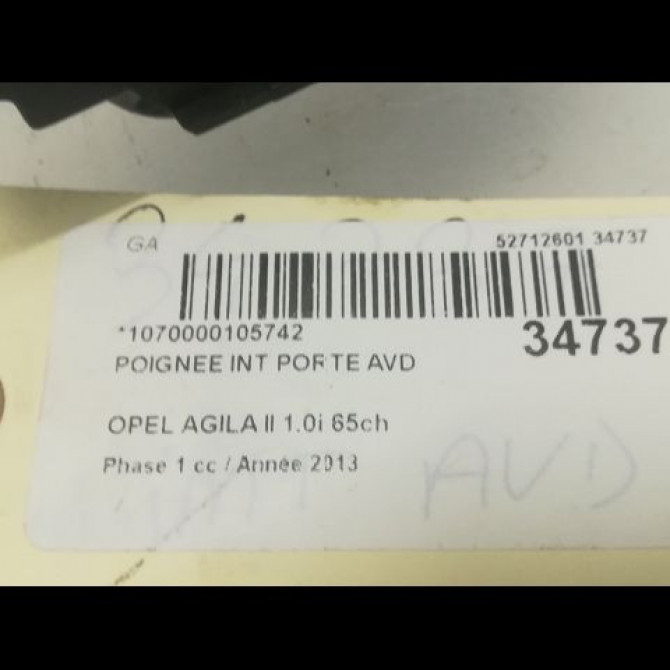 GA
52712601 34737
*1070000105742
34737
POIGNEE INT PORTE AVD
OPEL AGILA II 1.0i 65ch
Phase 1 cc / Année 2013
AVD